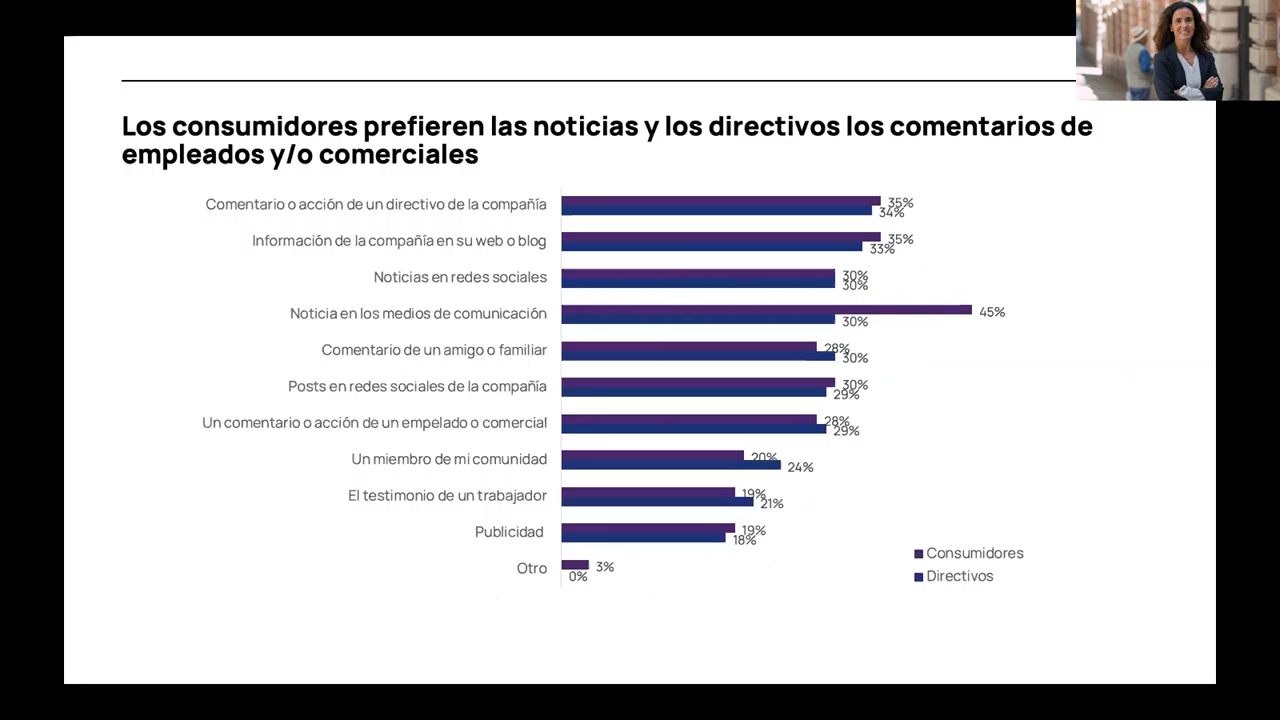 Los consumidores prefieren las noticias y los directivos los comentarios de
empleados y/o comerciales
Comentario o acción de un directivo de la compañía
35%
34%
Información de la compañía en su web o blog
35%
33%
Noticias en redes sociales
30%
30%
Noticia en los medios de comunicación
45%
30%
Comentario de un amigo o familiar
28%
30%
Posts en redes sociales de la compañía
30%
29%
Un comentario o acción de un empelado o comercial
28%
29%
Un miembro de mi comunidad
20%
24%
El testimonio de un trabajador
19%
21%
Publicidad
19%
18%
Otro
3%
0%
Consumidores
Directivos